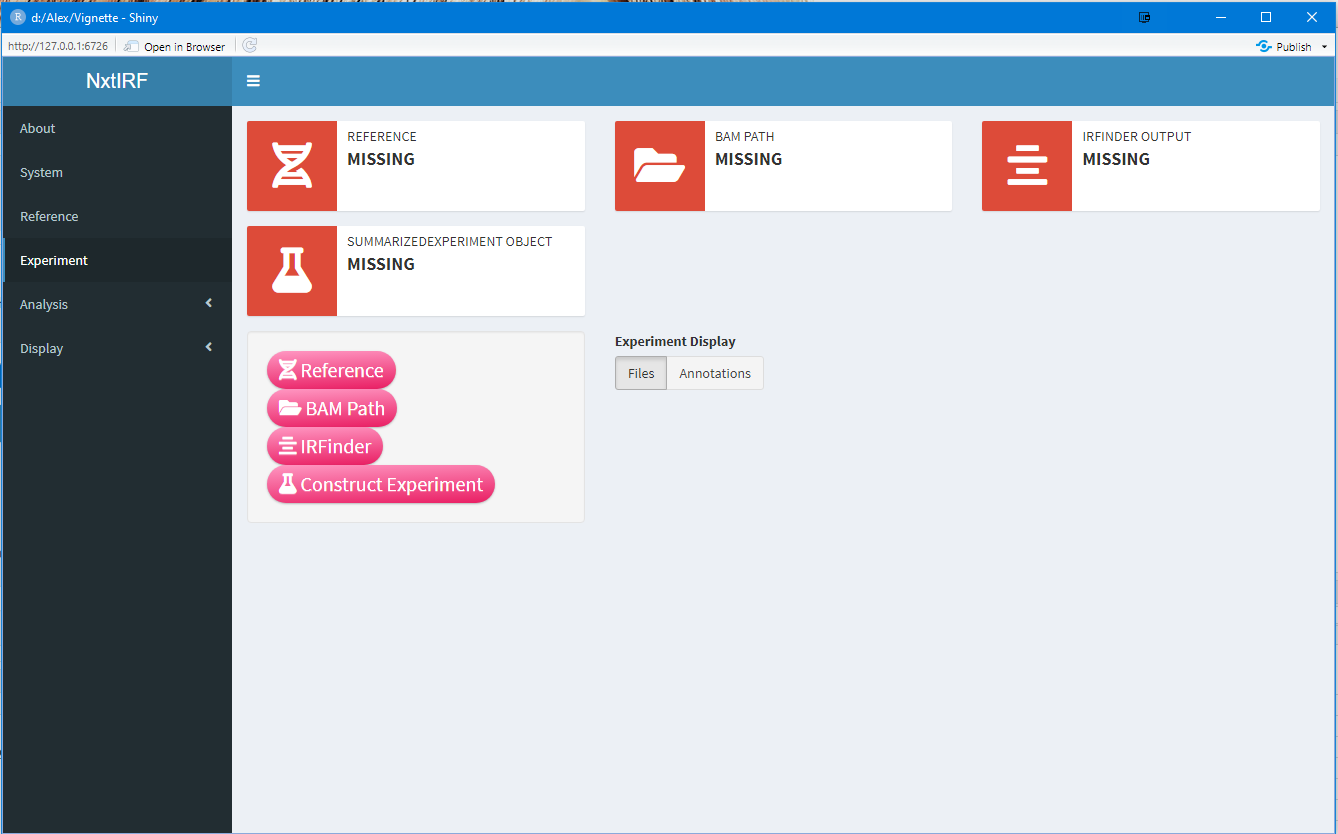 d:/Alex/Vignette - Shiny
http://127.0.0.1:6726 Open in Browser Publish
NxtIRF
About
System
Reference
Experiment
Analysis
Display
REFERENCE
MISSING
BAM PATH
MISSING
IRFINDER OUTPUT
MISSING
SUMMARIZEDEXPERIMENT OBJECT
MISSING
Reference
BAM Path
IRFinder
Construct Experiment
Experiment Display
Files Annotations